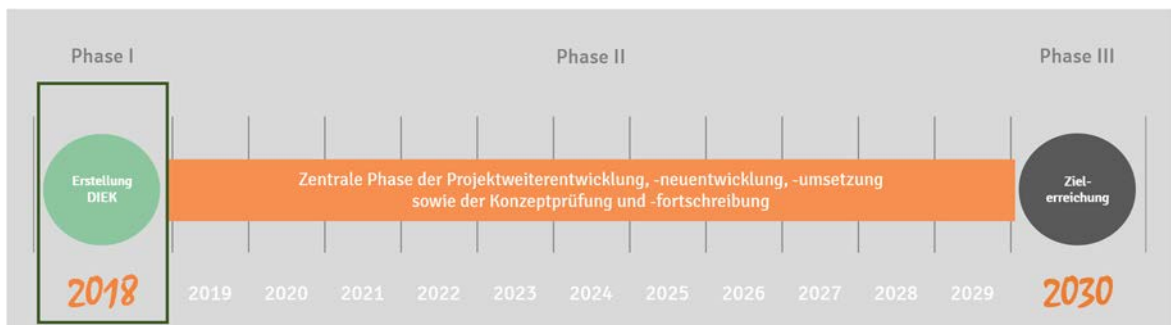 Phase I
Phase II
Phase III
Erstellung
DIEK
Zentrale Phase der Projektweiterentwicklung, -neuentwicklung, -umsetzung
sowie der Konzeptprüfung und -fortschreibung
Ziel-
erreichung
2018 2019 2020 2021 2022 2023 2024 2025 2026 2027 2028 2029 2030